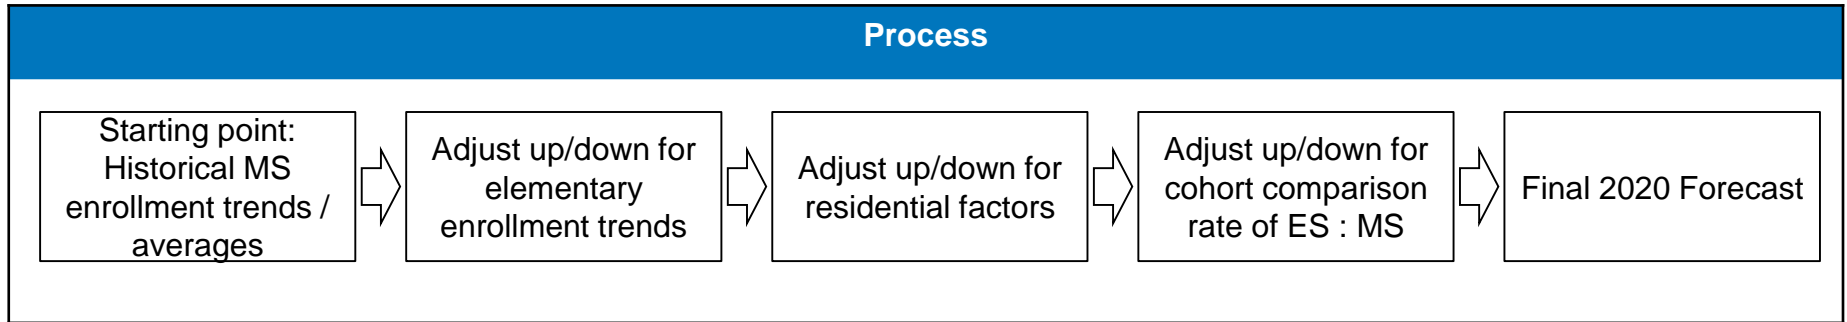 Process
Starting point:
Historical MS
enrollment trends /
averages
Adjust up/down for
elementary
enrollment trends
Adjust up/down for
residential factors
Adjust up/down for
cohort comparison
rate of ES : MS
Final 2020 Forecast